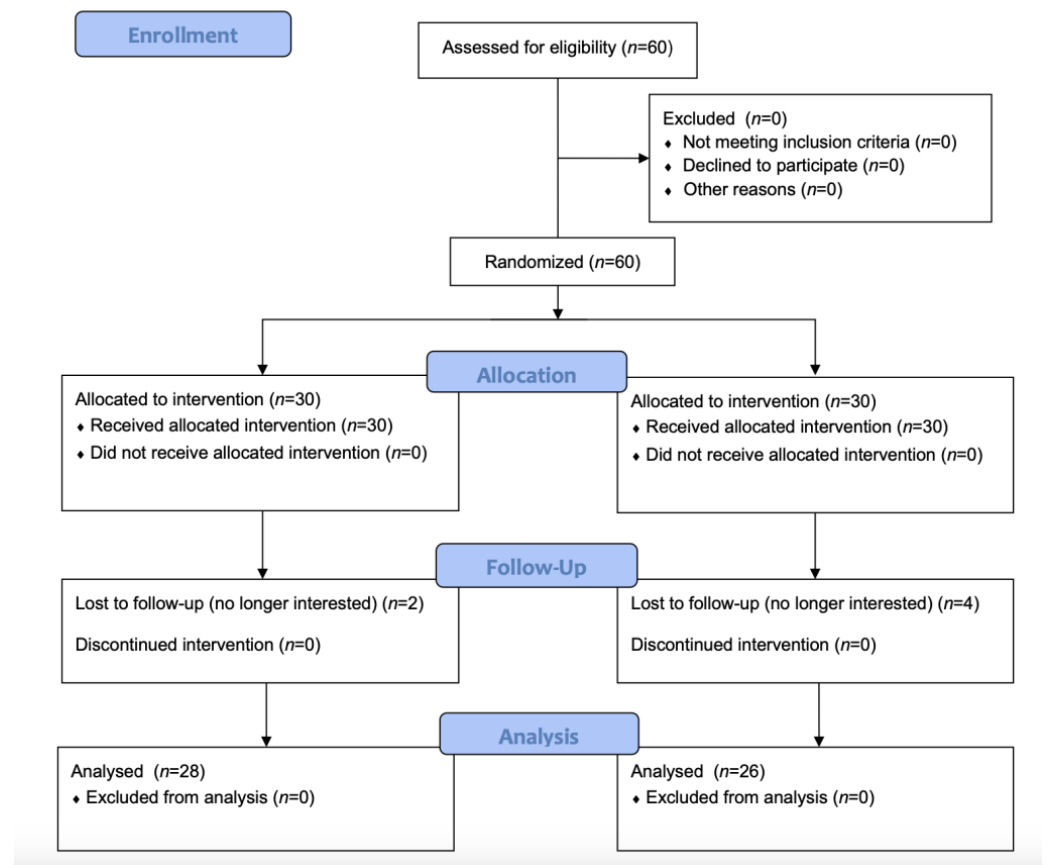 Enrollment
Assessed for eligibility (n=60)
Excluded (n=0)
♦ Not meeting inclusion criteria (n=0)
♦ Declined to participate (n=0)
♦ Other reasons (n=0)
Randomized (n=60)
Allocation
Allocated to intervention (n=30)
♦ Received allocated intervention (n=30)
♦ Did not receive allocated intervention (n=0)
Allocated to intervention (n=30)
♦ Received allocated intervention (n=30)
♦ Did not receive allocated intervention (n=0)
Follow-Up
Lost to follow-up (no longer interested) (n=2)
Discontinued intervention (n=0)
Lost to follow-up (no longer interested) (n=4)
Discontinued intervention (n=0)
Analysis
Analysed (n=28)
♦ Excluded from analysis (n=0)
Analysed (n=26)
♦ Excluded from analysis (n=0)